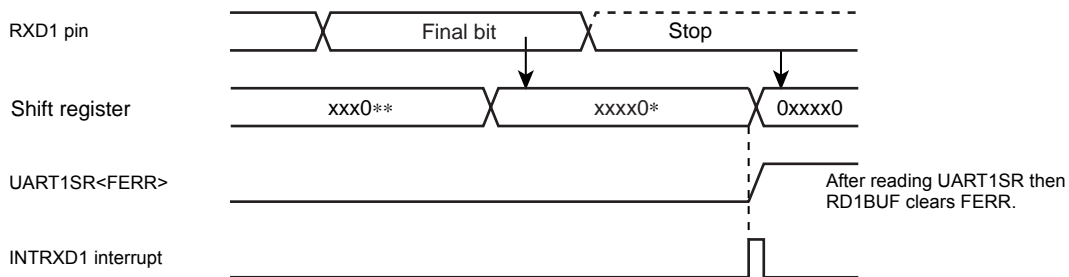 RXD1 pin
Final bit
Stop
Shift register
xxx0**
xxxx0*
0xxxx0
UART1SR<FERR>
After reading UART1SR then
RD1BUF clears FERR.
INTRXD1 interrupt